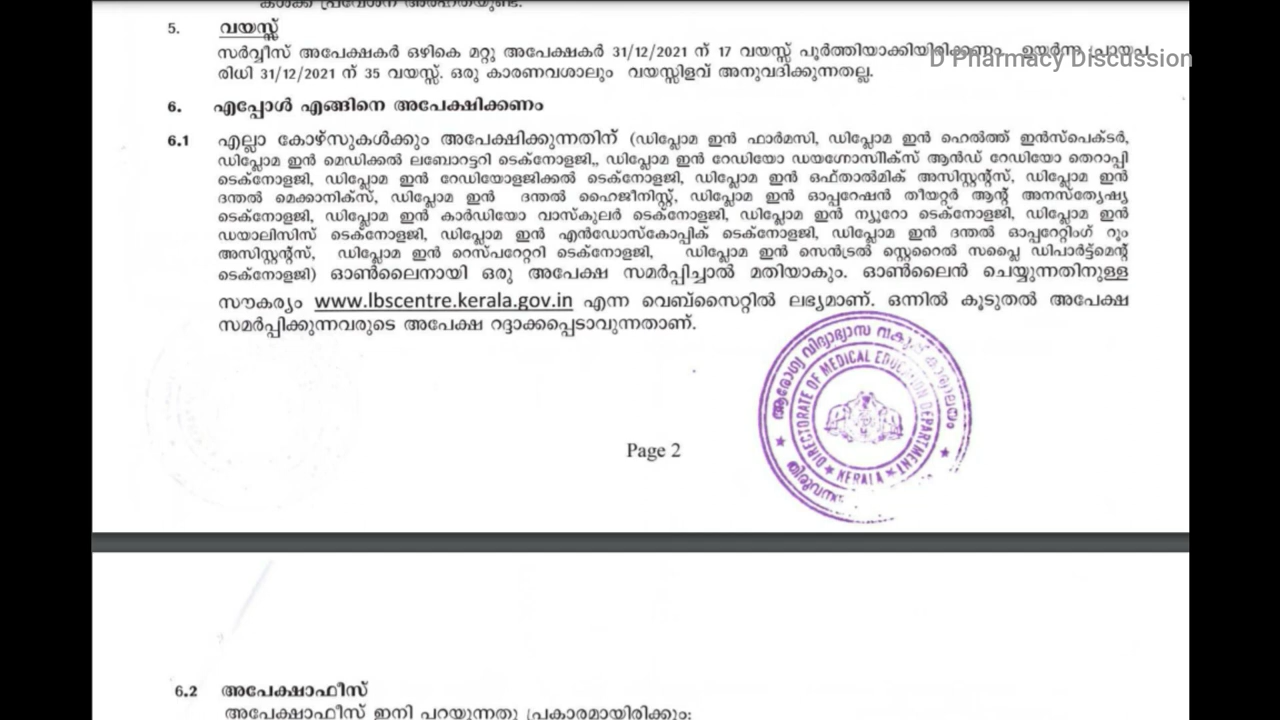 5. വയസ്സ്
സർവ്വീസ് അപേക്ഷകർ ഒഴികെ മറ്റു അപേക്ഷകർ 31/12/2021 ന് 17 വയസ്സ് പൂർത്തിയാക്കിയിരിക്കണം. ഉയർന്ന പ്രായപ
D Pharmacy Discussion
രിധി 31/12/2021 ന് 35 വയസ്സ്. ഒരു കാരണവശാലും വയസ്സിളവ് അനുവദിക്കുന്നതല്ല.
6. എപ്പോൾ എങ്ങിനെ അപേക്ഷിക്കണം
6.1 എല്ലാ കോഴ്സുകൾക്കും അപേക്ഷിക്കുന്നതിന് (ഡിപ്ലോമ ഇൻ ഫാർമസി, ഡിപ്ലോമ ഇൻ ഹെൽത്ത് ഇൻസ്പെക്ടർ,
ഡിപ്ലോമ ഇൻ മെഡിക്കൽ ലബോറട്ടറി ടെക്നോളജി,, ഡിപ്ലോമ ഇൻ റേഡിയോ ഡയഗ്നോസിക്സ് ആൻഡ് റേഡിയോ തെറാപ്പി
ടെക്നോളജി, ഡിപ്ലോമ ഇൻ റേഡിയോളജിക്കൽ ടെക്നോളജി, ഡിപ്ലോമ ഇൻ ഒഫ്താൽമിക് അസിസ്റ്റന്റ്സ്, ഡിപ്ലോമ ഇൻ
ദന്തൽ മെക്കാനിക്സ്, ഡിപ്ലോമ ഇൻ ദന്തൽ ഹൈജീനിസ്റ്റ്, ഡിപ്ലോമ ഇൻ ഓപ്പറേഷൻ തീയറ്റർ ആന്റ് അനസ്തേഷ്യ
ടെക്നോളജി, ഡിപ്ലോമ ഇൻ കാർഡിയോ വാസ്കുലർ ടെക്നോളജി, ഡിപ്ലോമ ഇൻ ന്യൂറോ ടെക്നോളജി, ഡിപ്ലോമ ഇൻ
ഡയാലിസിസ് ടെക്നോളജി, ഡിപ്ലോമ ഇൻ എൻഡോസ്കോപ്പിക് ടെക്നോളജി, ഡിപ്ലോമ ഇൻ ദന്തൽ ഓപ്പറേറ്റിംഗ് റൂം
അസിസ്റ്റന്റ്സ്, ഡിപ്ലോമ ഇൻ റെസ്പറേറ്ററി ടെക്നോളജി, ഡിപ്ലോമ ഇൻ സെൻട്രൽ സ്റ്റെറൈൽ സപ്ലൈ ഡിപാർട്ട്മെന്റ്
ടെക്നോളജി) ഓൺലൈനായി ഒരു അപേക്ഷ സമർപ്പിച്ചാൽ മതിയാകും. ഓൺലൈൻ ചെയ്യുന്നതിനുള്ള
സൗകര്യം www.lbscentre.kerala.gov.in എന്ന വെബ്സൈറ്റിൽ ലഭ്യമാണ്. ഒന്നിൽ കൂടുതൽ അപേക്ഷ
സമർപ്പിക്കുന്നവരുടെ അപേക്ഷ റദ്ദാക്കപ്പെടാവുന്നതാണ്.
ആരോഗ്യ വിദ്യാഭ്യാസ വകുപ്പ് കാര്യാലയം
DIRECTORATE OF MEDICAL EDUCATION DEPARTMENT
KERALA
Page 2
6.2 അപേക്ഷാഫീസ്
അപേക്ഷാഫീസ് ഇനി പറയുന്നതു പ്രകാരമായിരിക്കും: